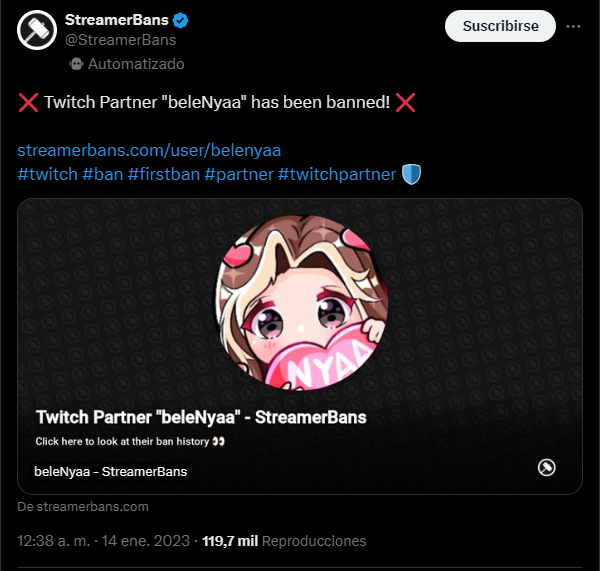 StreamerBans
@StreamerBans
Automatizado
Suscribirse
❌ Twitch Partner "beleNyaa" has been banned! ❌
streamerbans.com/user/belenyaa
#twitch #ban #firstban #partner #twitchpartner 🛡️
NYAA
Twitch Partner "beleNyaa" - StreamerBans
Click here to look at their ban history 👀
beleNyaa - StreamerBans
De streamerbans.com
12:38 a. m. · 14 ene. 2023 · 119,7 mil Reproducciones